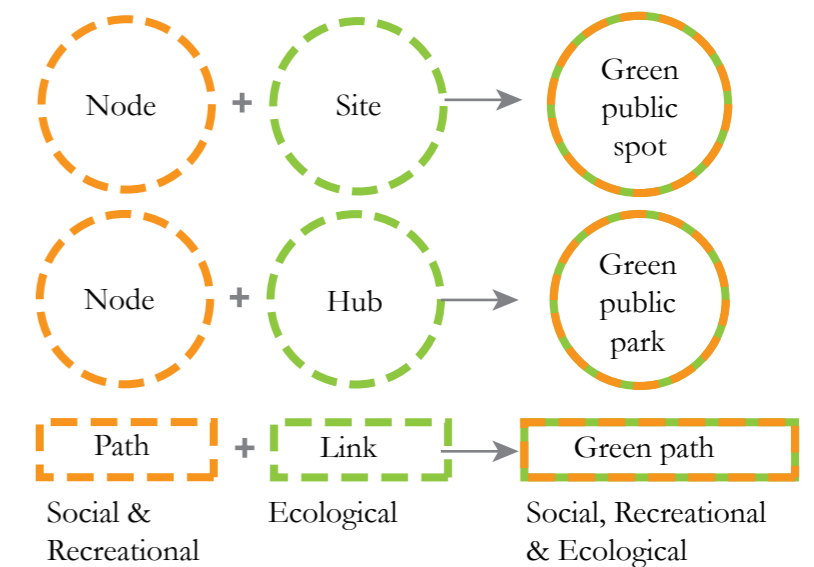 Node + Site Green
public
spot
Node + Hub Green
public
park
Path + Link Green path
Social &
Recreational
Ecological
Social, Recreational
& Ecological